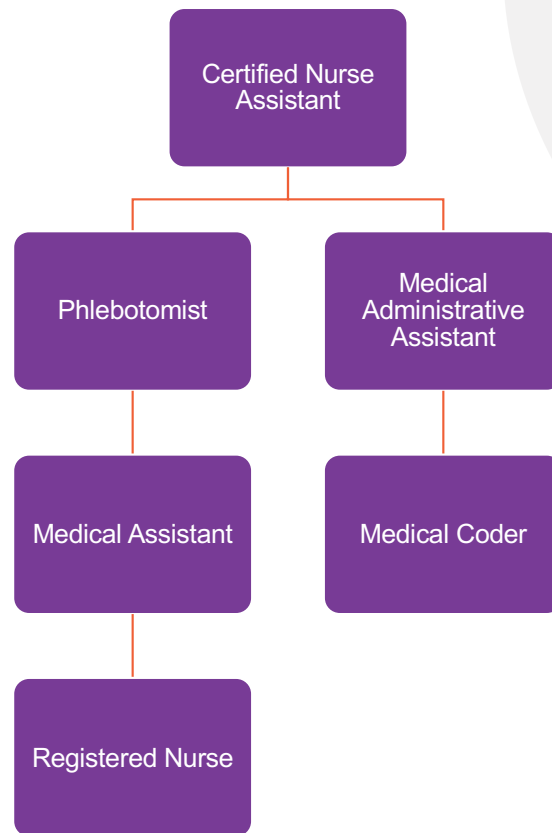 Certified Nurse
Assistant
Phlebotomist
Medical
Administrative
Assistant
Medical Assistant
Medical Coder
Registered Nurse